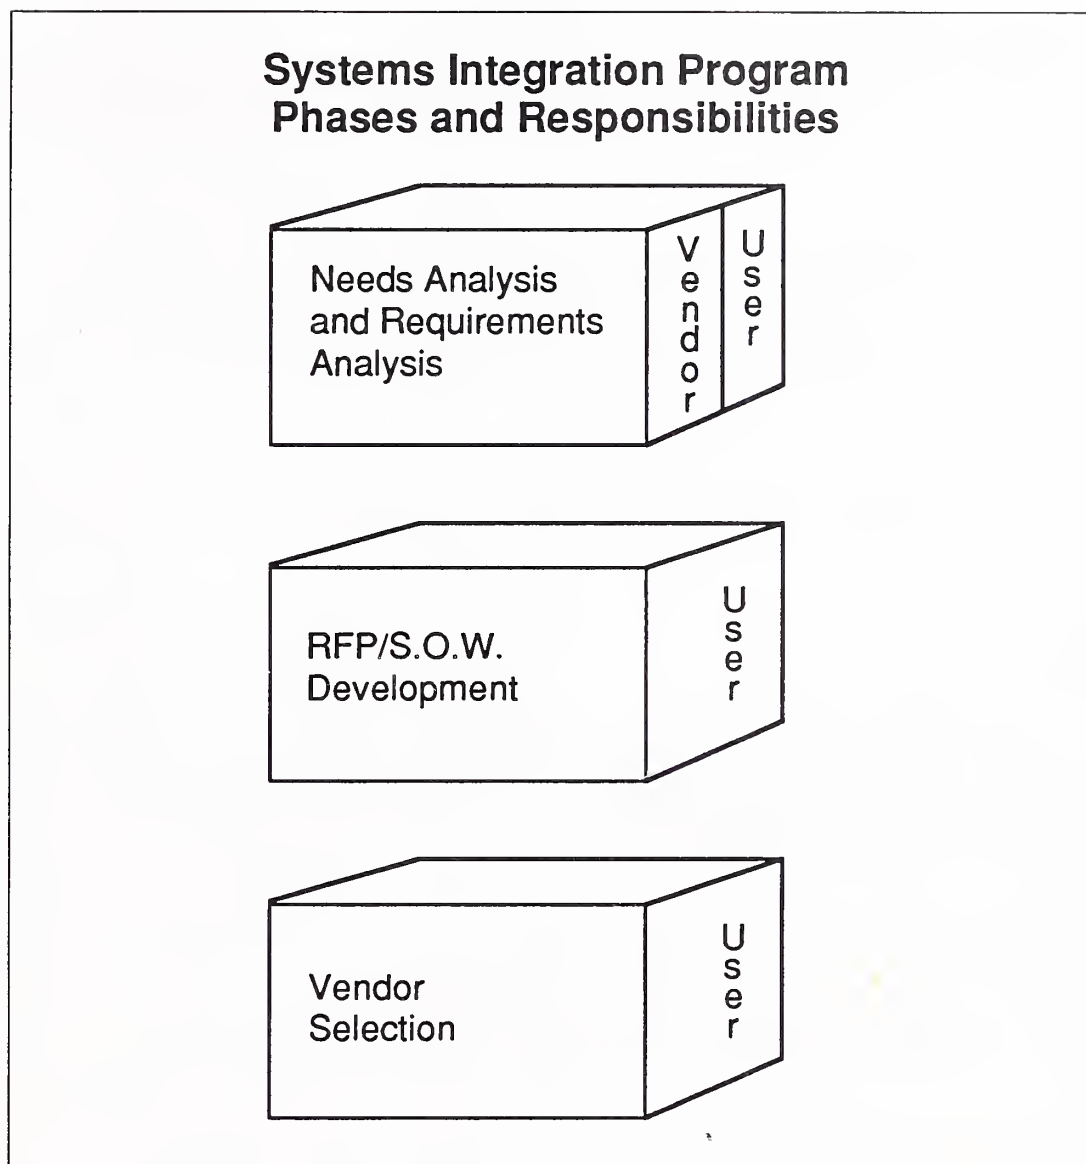 Systems Integration Program
Phases and Responsibilities
Needs Analysis
and Requirements
Analysis
Vendor
User
RFP/S.O.W.
Development
User
Vendor
Selection
User